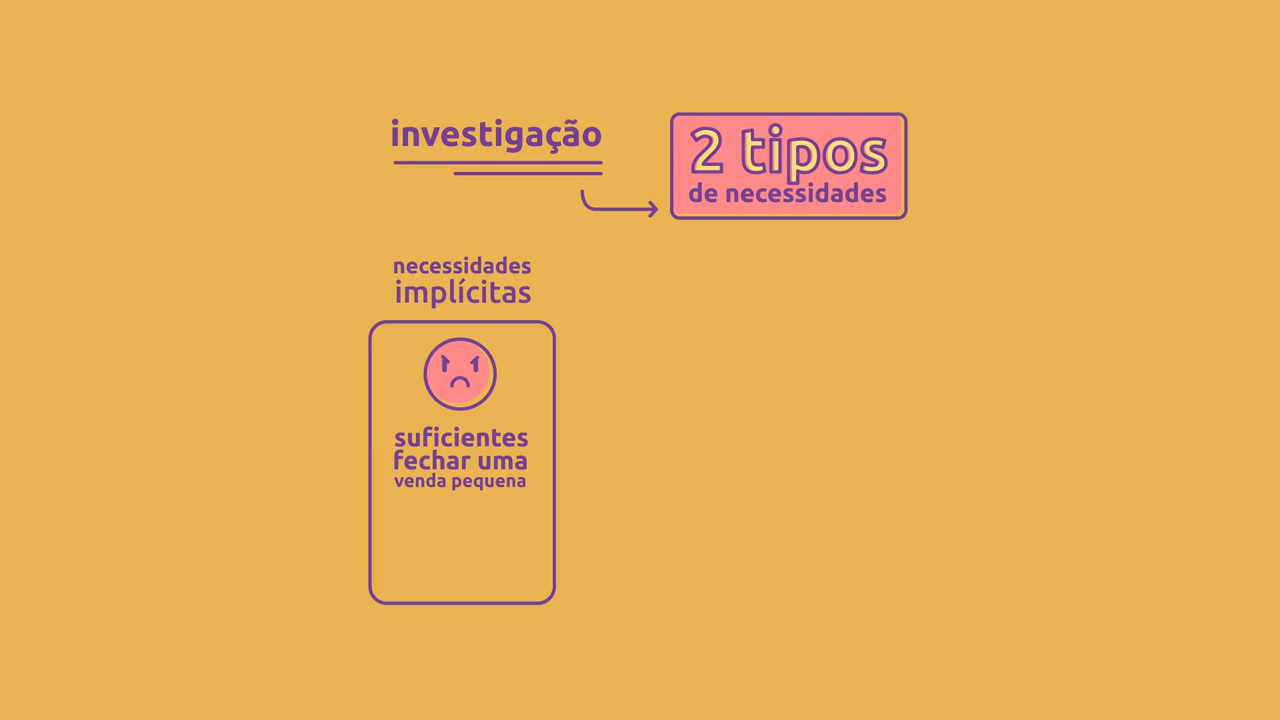 investigação
2 tipos
de necessidades
necessidades
implícitas
suficientes
fechar uma
venda pequena